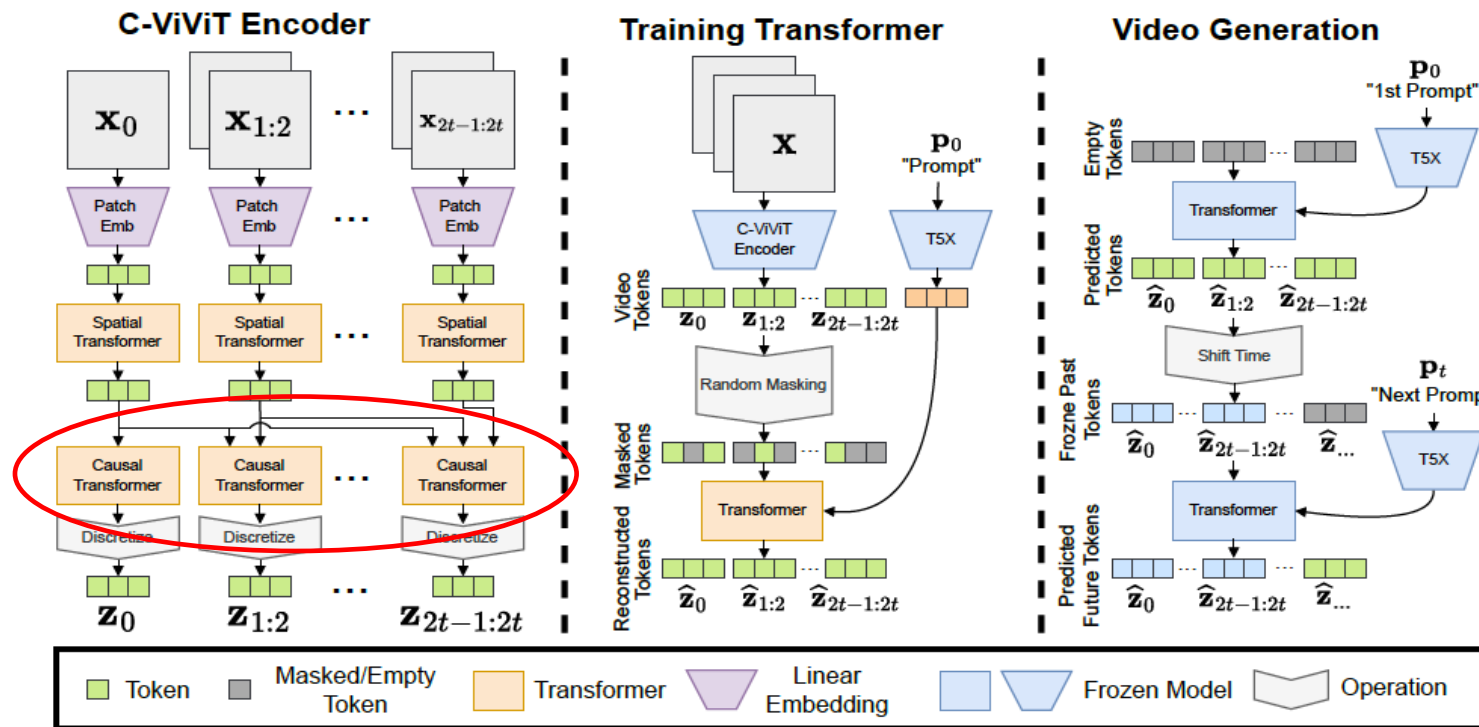 C-ViViT Encoder
x₀
x₁:₂
...
x₂ₜ₋₁:₂ₜ
Patch Emb
Patch Emb
...
Patch Emb
Spatial Transformer
Spatial Transformer
...
Spatial Transformer
Causal Transformer
Causal Transformer
...
Causal Transformer
Discretize
Discretize
Discretize
z₀
z₁:₂
...
z₂ₜ₋₁:₂ₜ
Training Transformer
x
p₀
"Prompt"
C-ViViT Encoder
T5X
Video Tokens
...
z₀
z₁:₂
z₂ₜ₋₁:₂ₜ
Random Masking
Masked Tokens
...
Transformer
Reconstructed Tokens
...
ẑ₀
ẑ₁:₂
ẑ₂ₜ₋₁:₂ₜ
Video Generation
p₀
"1st Prompt"
Empty Tokens
...
T5X
Transformer
Predicted Tokens
...
ẑ₀
ẑ₁:₂
ẑ₂ₜ₋₁:₂ₜ
Shift Time
pₜ
"Next Promp
Frozne Past Tokens
...
...
ẑ₀
ẑ₂ₜ₋₁:₂ₜ
ẑ...
T5X
Transformer
Predicted Future Tokens
...
...
ẑ₀
ẑ₂ₜ₋₁:₂ₜ
ẑ...
Token
Masked/Empty Token
Transformer
Linear Embedding
Frozen Model
Operation